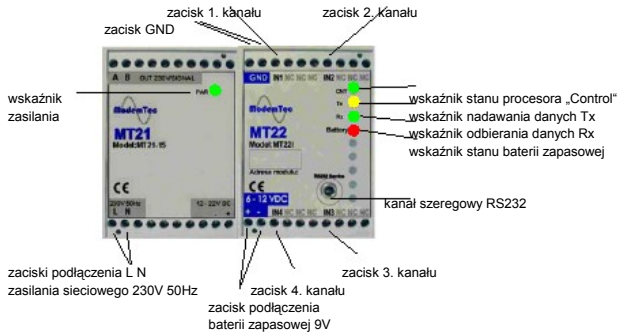 zacisk 1. kanału
zacisk 2. kanału
zacisk GND
A B OUT 230V/SIGNAL
GND IN1 NC NC NC IN2 NC NC NC
CNT
PWR
Tx
Rx
Battery
wskaźnik
zasilania
wskaźnik stanu procesora „Control”
wskaźnik nadawania danych Tx
wskaźnik odbierania danych Rx
wskaźnik stanu baterii zapasowej
ModemTec
MT21
Model: MT21-15
ModemTec
MT22
Model: MT22I
Adresa modulu:
RS232 Service
CE
CE
230V 50Hz
L N
12 - 22V DC
- +
6 - 12 VDC
+ - IN4 NC NC NC IN3 NC NC NC
kanał szeregowy RS232
zaciski podłączenia L N
zasilania sieciowego 230V 50Hz
zacisk 4. kanału
zacisk 3. kanału
zacisk podłączenia
baterii zapasowej 9V